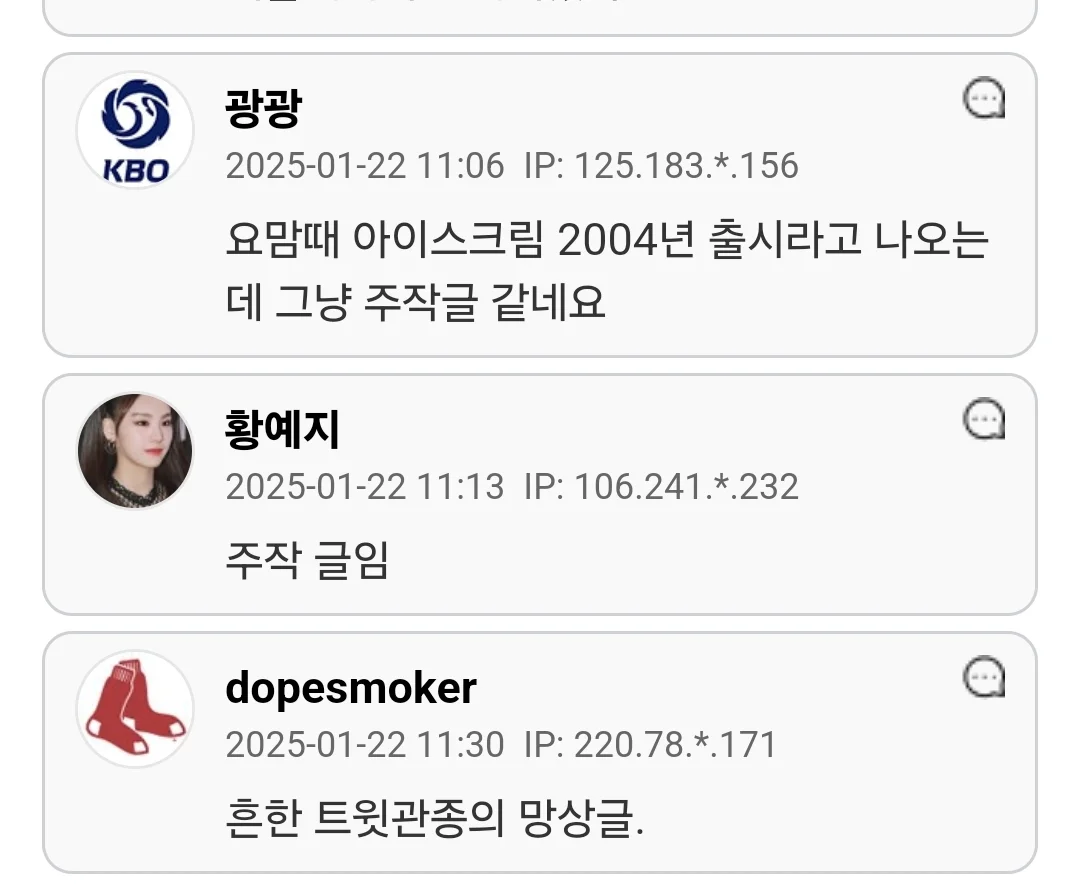 KBO
광광
2025-01-22 11:06 IP: 125.183.*.156
요맘때 아이스크림 2004년 출시라고 나오는
데 그냥 주작글 같네요
황예지
2025-01-22 11:13 IP: 106.241.*.232
주작 글임
dopesmoker
2025-01-22 11:30 IP: 220.78.*.171
흔한 트윗관종의 망상글.